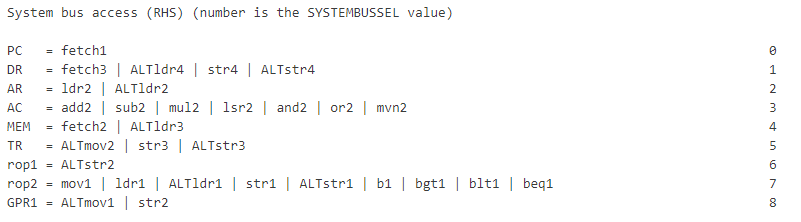 System bus access (RHS) (number is the SYSTEMBUSSEL value)
PC = fetch1 0
DR = fetch3 | ALTldr4 | str4 | ALTstr4 1
AR = ldr2 | ALTldr2 2
AC = add2 | sub2 | mul2 | lsr2 | and2 | or2 | mvn2 3
MEM = fetch2 | ALTldr3 4
TR = ALTmov2 | str3 | ALTstr3 5
rop1 = ALTstr2 6
rop2 = mov1 | ldr1 | ALTldr1 | str1 | ALTstr1 | b1 | bgt1 | blt1 | beq1 7
GPR1 = ALTmov1 | str2 8